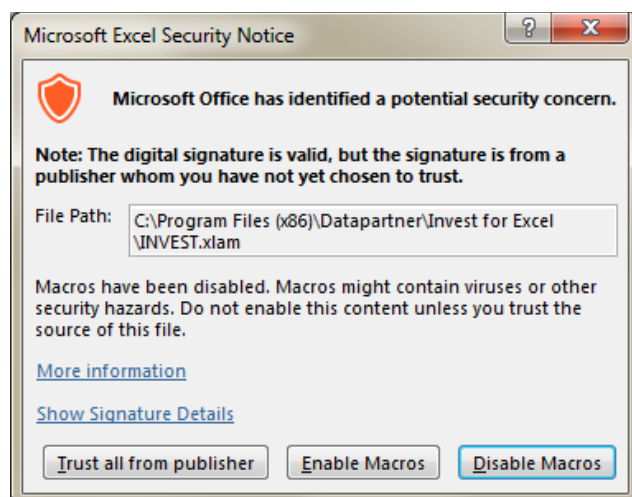 Microsoft Excel Security Notice
?
X
Microsoft Office has identified a potential security concern.
Note: The digital signature is valid, but the signature is from a
publisher whom you have not yet chosen to trust.
File Path: C:\Program Files (x86)\Datapartner\Invest for Excel
\INVEST.xlam
Macros have been disabled. Macros might contain viruses or other
security hazards. Do not enable this content unless you trust the
source of this file.
More information
Show Signature Details
Trust all from publisher Enable Macros Disable Macros